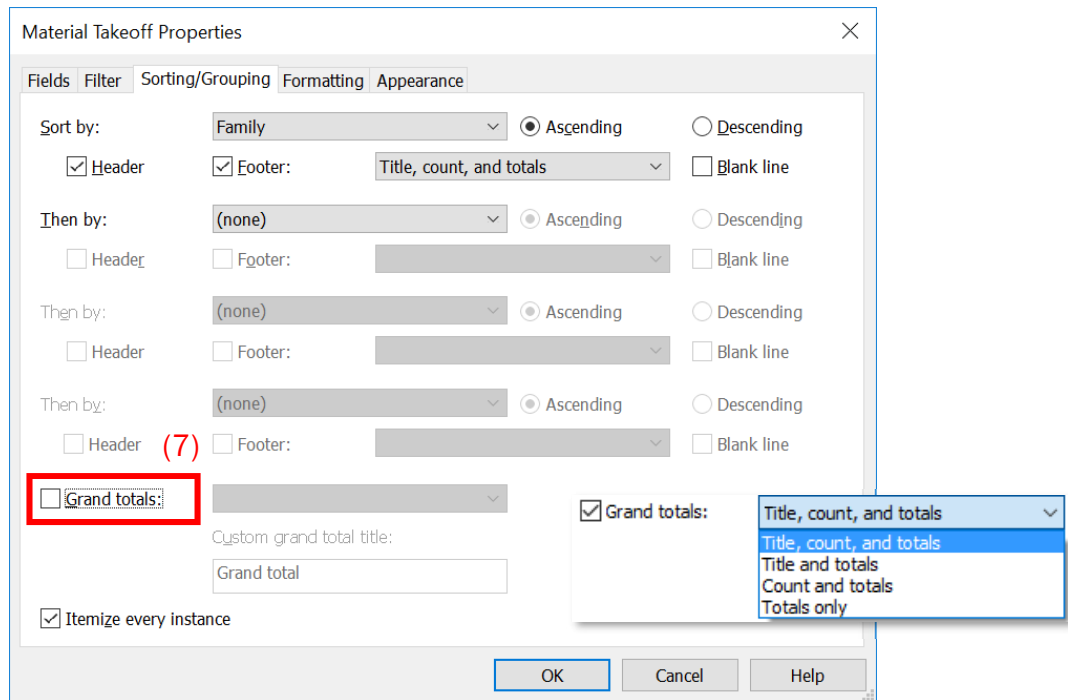 Material Takeoff Properties
Fields Filter Sorting/Grouping Formatting Appearance
Sort by: Family Ascending Descending
Header Footer: Title, count, and totals Blank line
Then by: (none) Ascending Descending
Header Footer: Blank line
Then by: (none) Ascending Descending
Header Footer: Blank line
Then by: (none) Ascending Descending
Header (7) Footer: Blank line
Grand totals:
Custom grand total title:
Grand total
Itemize every instance
Grand totals: Title, count, and totals
Title, count, and totals
Title and totals
Count and totals
Totals only
OK Cancel Help